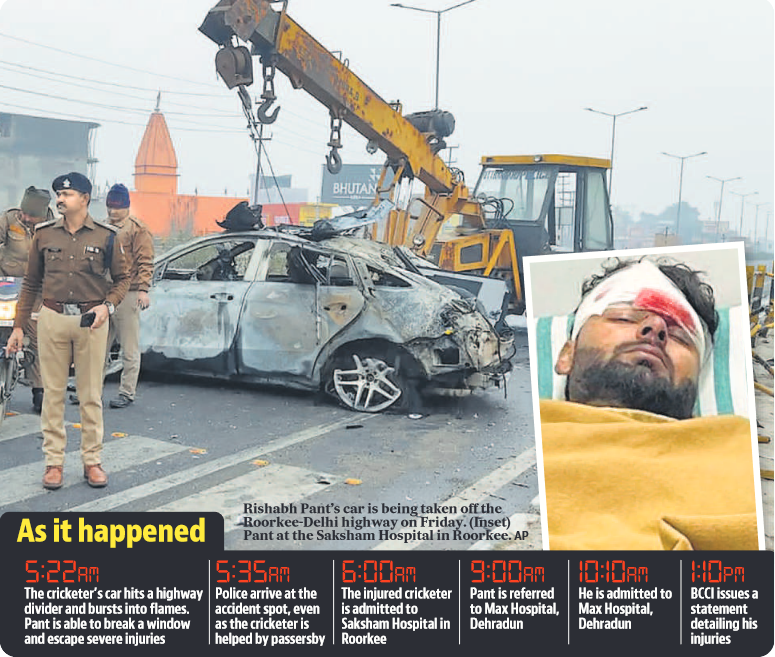 BHUTANI
Rishabh Pant's car is being taken off the
Roorkee-Delhi highway on Friday. (Inset)
Pant at the Saksham Hospital in Roorkee. AP
As it happened
5:22AM
The cricketer's car hits a highway
divider and bursts into flames.
Pant is able to break a window
and escape severe injuries
5:35AM
Police arrive at the
accident spot, even
as the cricketer is
helped by passersby
6:00AM
The injured cricketer
is admitted to
Saksham Hospital in
Roorkee
9:00AM
Pant is referred
to Max Hospital,
Dehradun
10:10AM
He is admitted to
Max Hospital,
Dehradun
1:10PM
BCCI issues a
statement
detailing his
injuries